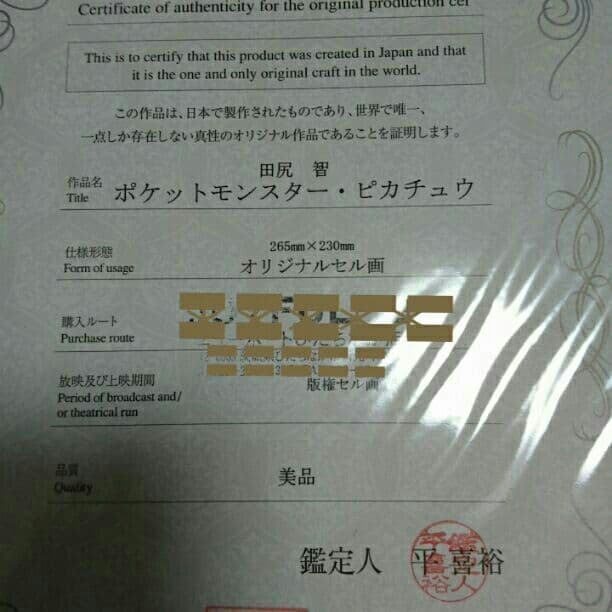 Certificate of authenticity for the original production cel
This is to certify that this product was created in Japan and that
it is the one and only original craft in the world.
この作品は、日本で製作されたものであり、世界で唯一、
一点しか存在しない真性のオリジナル作品であることを証明します。
田尻 智
作品名
Title
ポケットモンスター・ピカチュウ
265mm×230mm
仕様形態
Form of usage
オリジナルセル画
購入ルート
Purchase route
放映及び上映期間
Period of broadcast and/
or theatrical run
版権セル画
品質
Quality
美品
鑑定人 平 喜裕